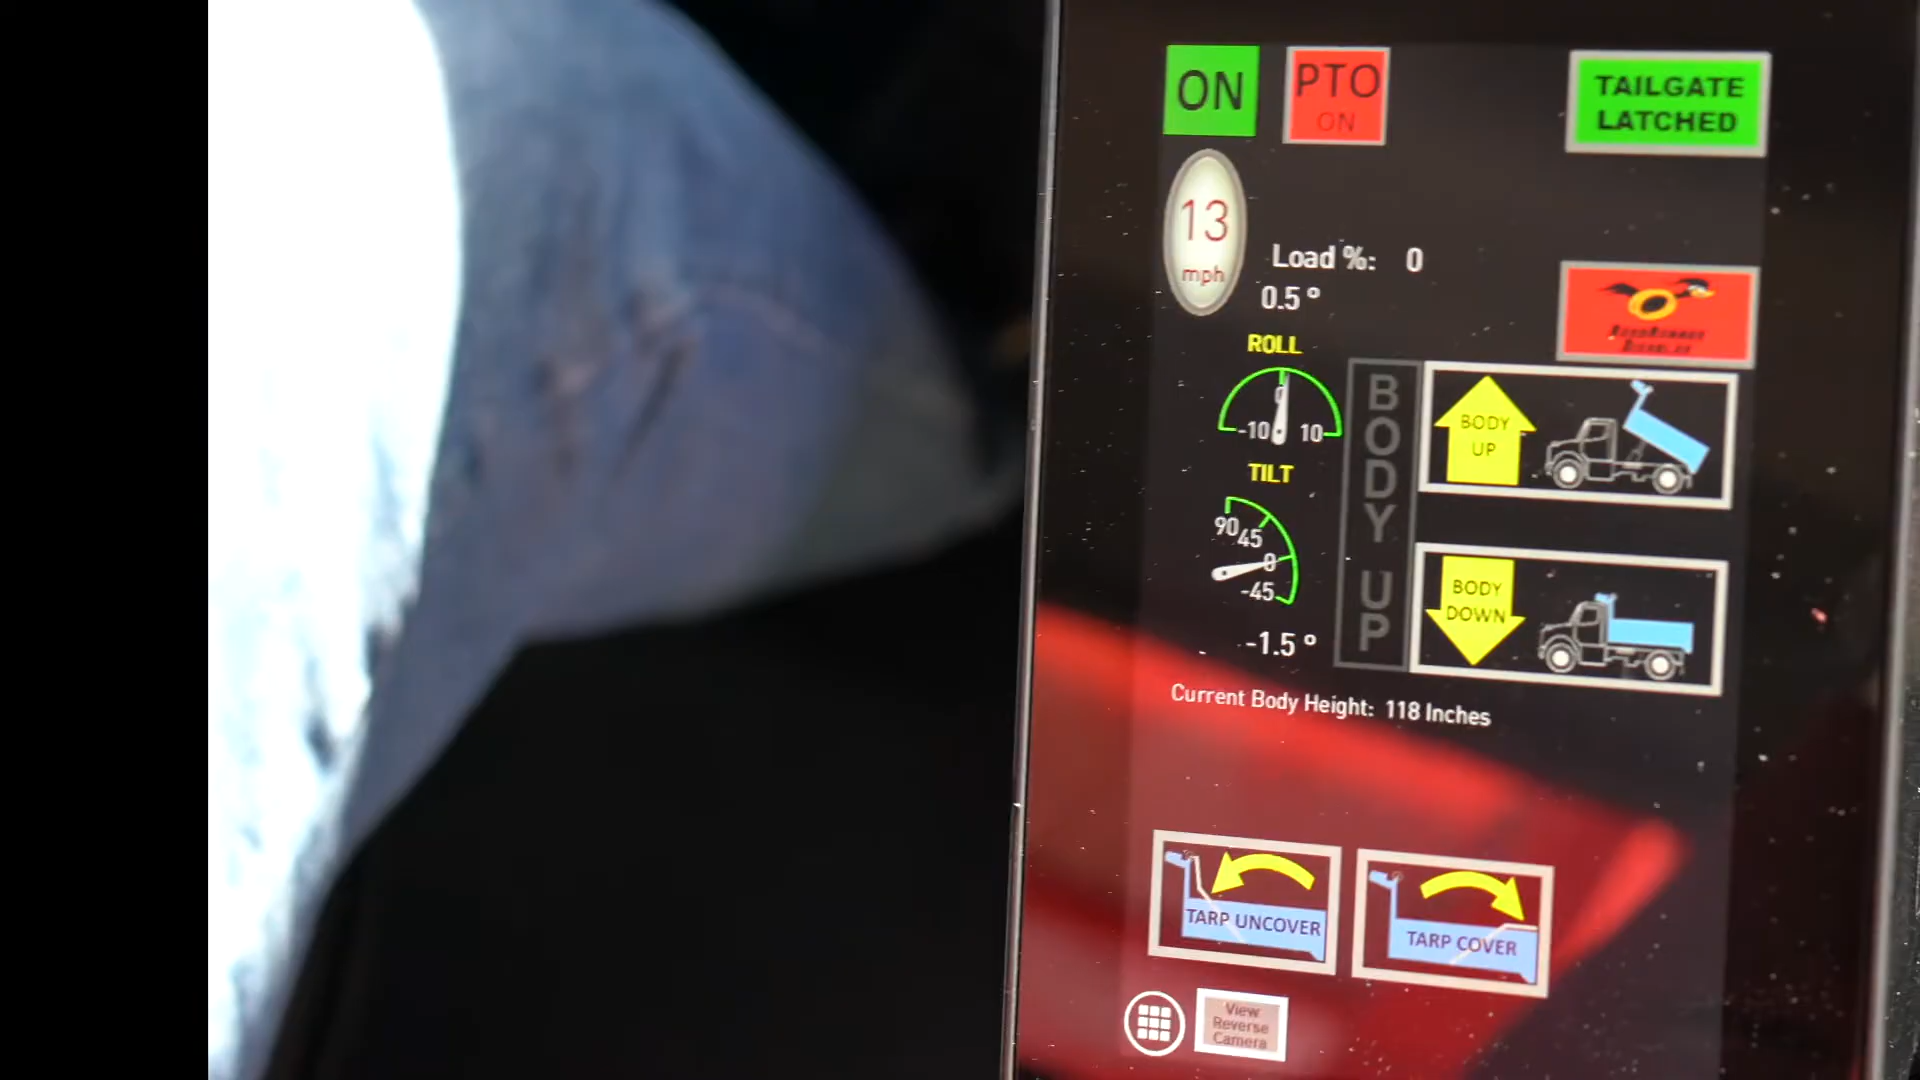 ON
PTO
ON
TAILGATE
LATCHED
13
mph
Load %: 0
0.5 °
ROLL
0
-10 10
TILT
90
45
0
-45
-1.5 °
BODY UP
BODY
UP
BODY
DOWN
Current Body Height: 118 Inches
TARP UNCOVER
TARP COVER
View
Reverse
Camera